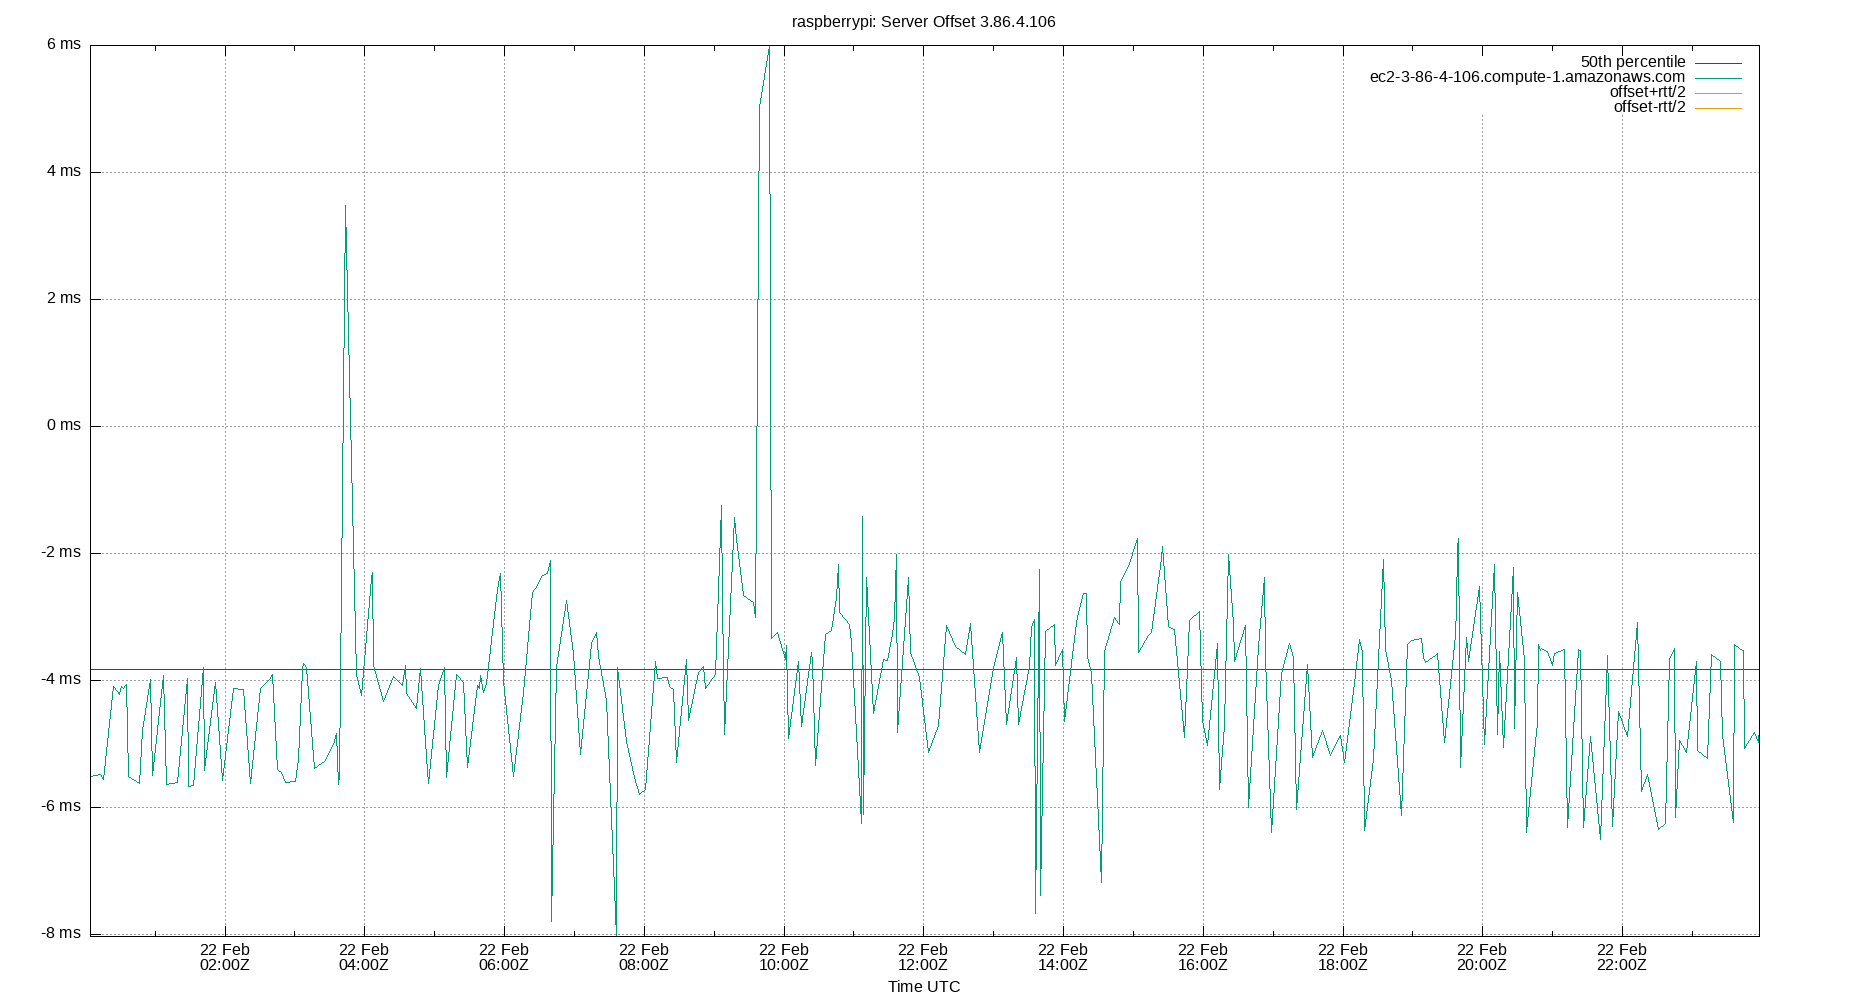 raspberrypi: Server Offset 3.86.4.106
6 ms
4 ms
2 ms
0 ms
-2 ms
-4 ms
-6 ms
-8 ms
50th percentile
ec2-3-86-4-106.compute-1.amazonaws.com
offset+rtt/2
offset-rtt/2
22 Feb 22 Feb 22 Feb 22 Feb 22 Feb 22 Feb 22 Feb 22 Feb 22 Feb 22 Feb 22 Feb
02:00Z 04:00Z 06:00Z 08:00Z 10:00Z 12:00Z 14:00Z 16:00Z 18:00Z 20:00Z 22:00Z
Time UTC